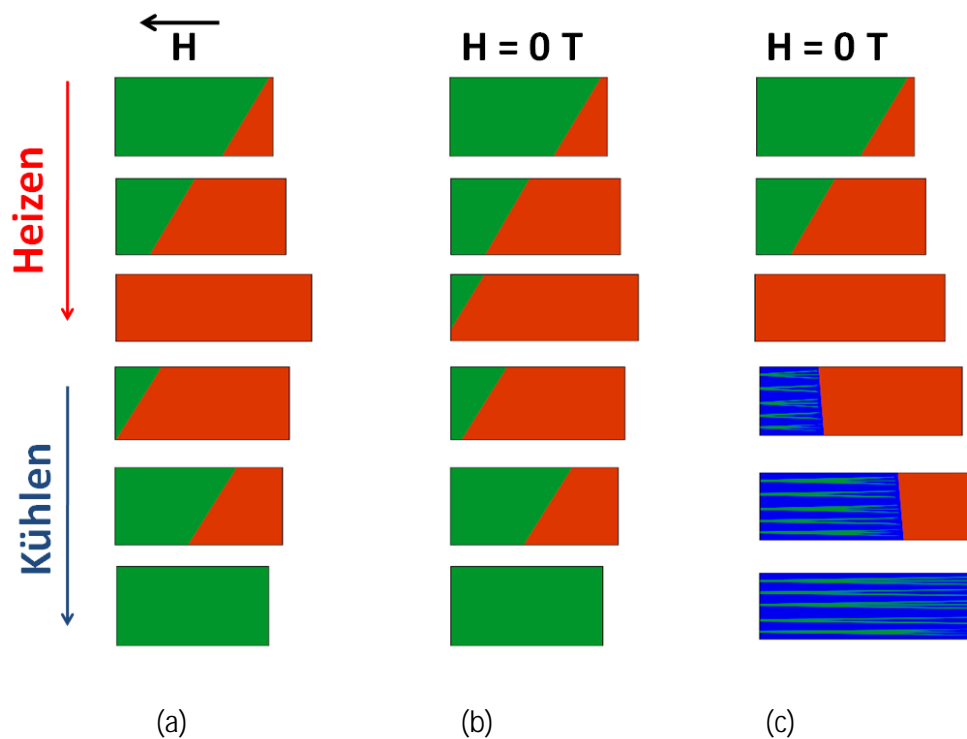 H
H = 0 T
H = 0 T
Heizen
Kühlen
(a)
(b)
(c)